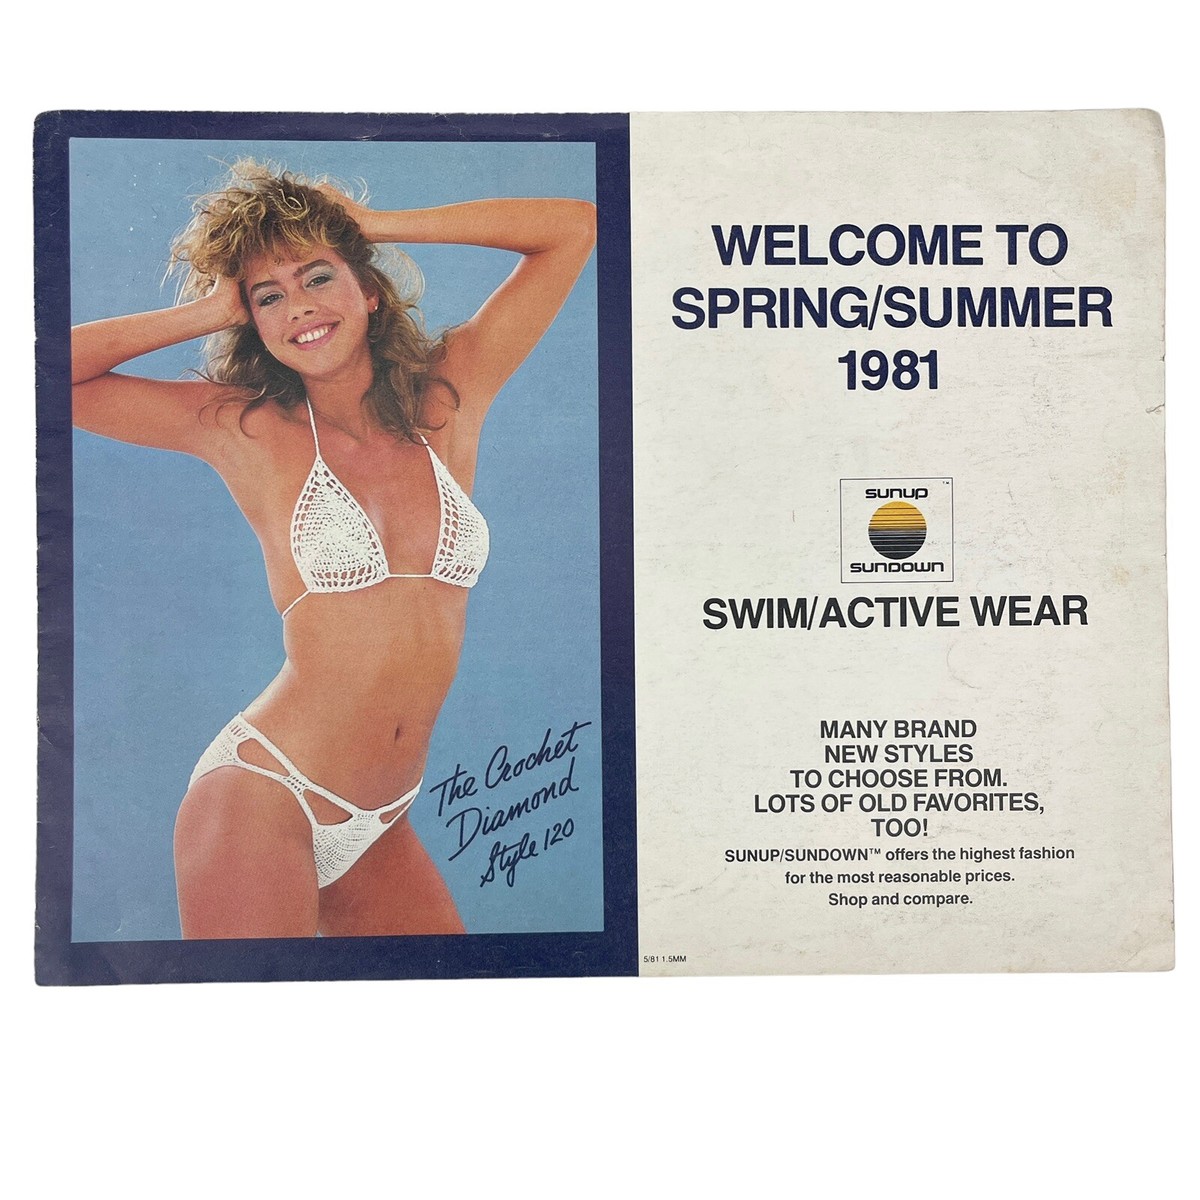 The Crochet
Diamond
Style 120
WELCOME TO
SPRING/SUMMER
1981
sunup
™
sundown
SWIM/ACTIVE WEAR
MANY BRAND
NEW STYLES
TO CHOOSE FROM.
LOTS OF OLD FAVORITES,
TOO!
SUNUP/SUNDOWN™ offers the highest fashion
for the most reasonable prices.
Shop and compare.
5/81 1.5MM